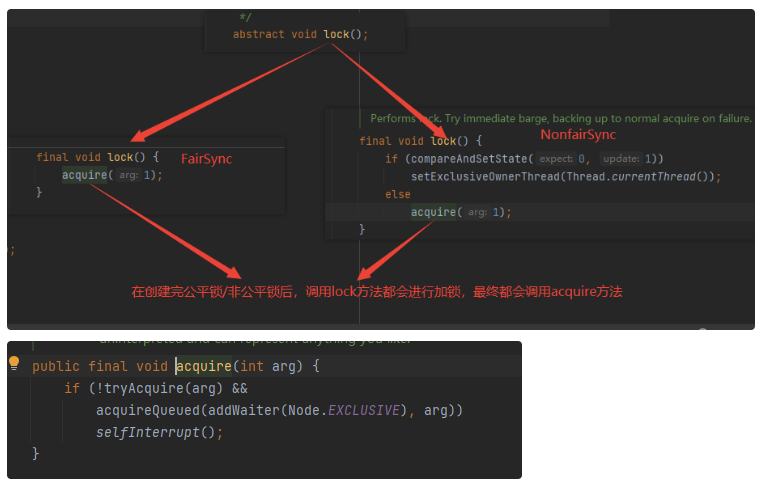 */
abstract void lock();
Performs lock. Try immediate barge, backing up to normal acquire on failure.
final void lock() {
NonfairSync
if (compareAndSetState( expect: 0, update: 1))
setExclusiveOwnerThread(Thread.currentThread());
else
acquire( arg: 1);
}
final void lock() {
FairSync
acquire( arg: 1);
}
);
在创建完公平锁/非公平锁后，调用lock方法都会进行加锁，最终都会调用acquire方法
uninterpreted and can represent anything you like.
public final void acquire(int arg) {
if (!tryAcquire(arg) &&
acquireQueued(addWaiter(Node.EXCLUSIVE), arg))
selfInterrupt();
}